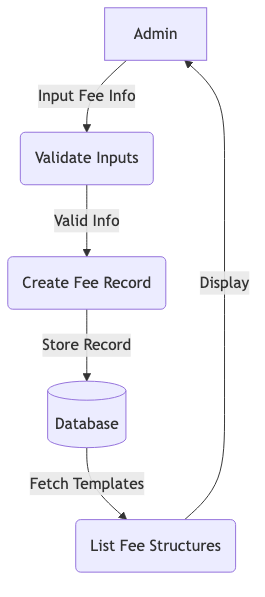 Admin
Input Fee Info
Validate Inputs
Valid Info
Create Fee Record
Display
Store Record
Database
Fetch Templates
List Fee Structures